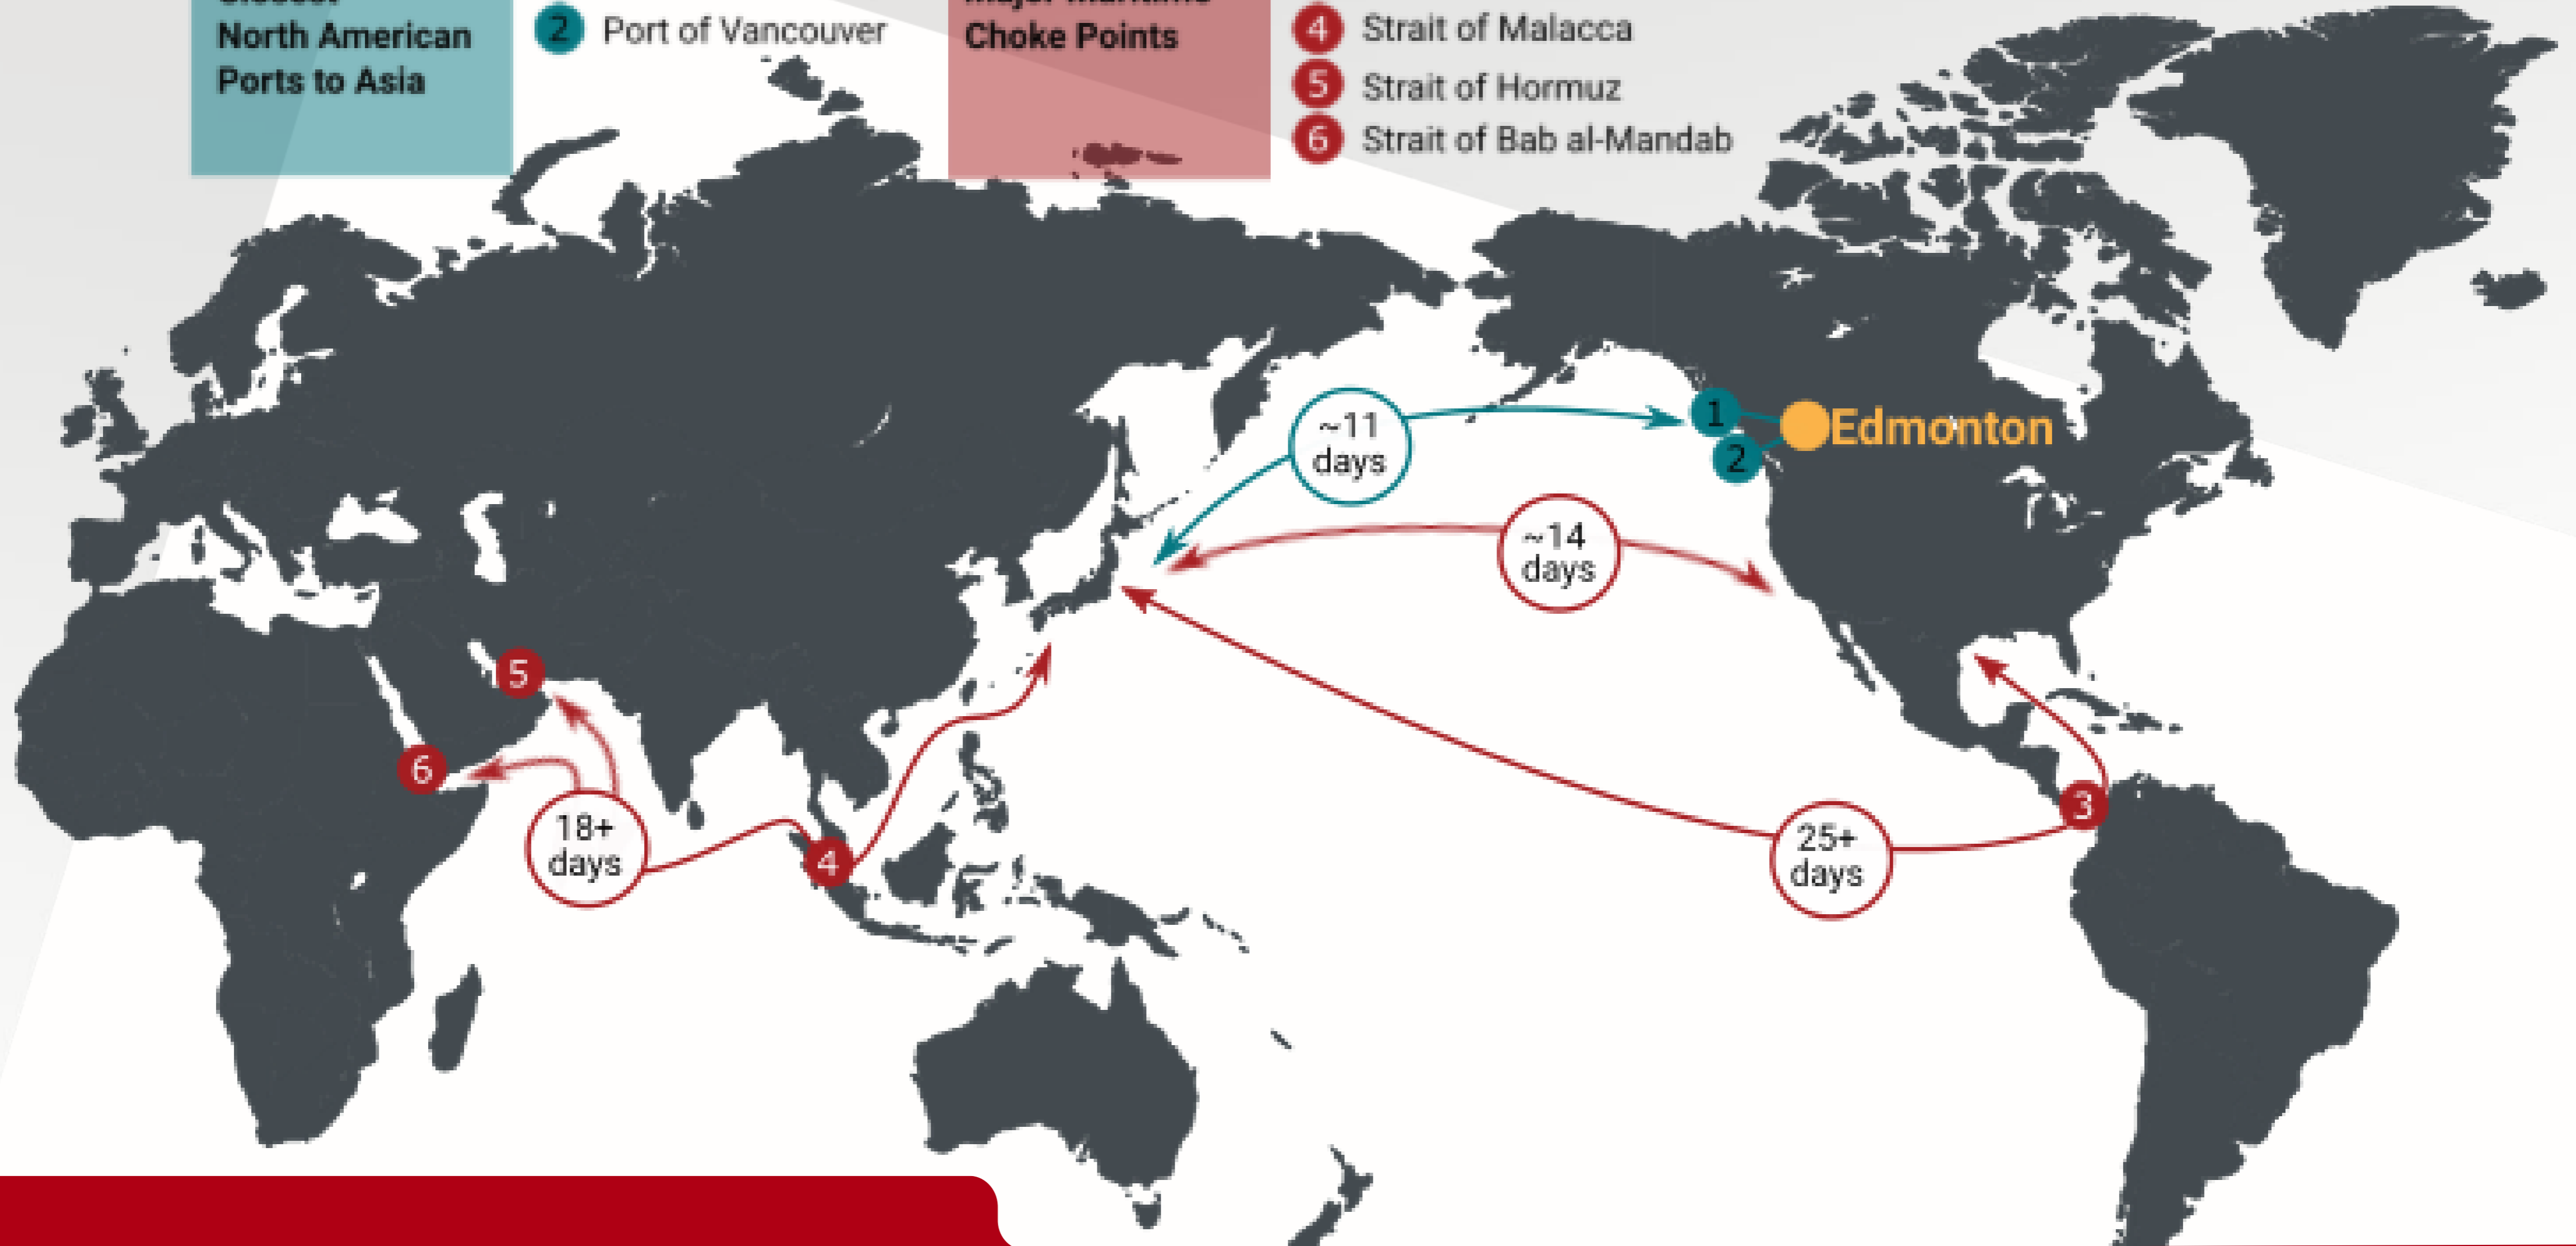 North American
Ports to Asia
2 Port of Vancouver
Major Maritime
Choke Points
4 Strait of Malacca
5 Strait of Hormuz
6 Strait of Bab al-Mandab
~11
days
1
2
Edmonton
~14
days
5
6
18+
days
4
3
25+
days